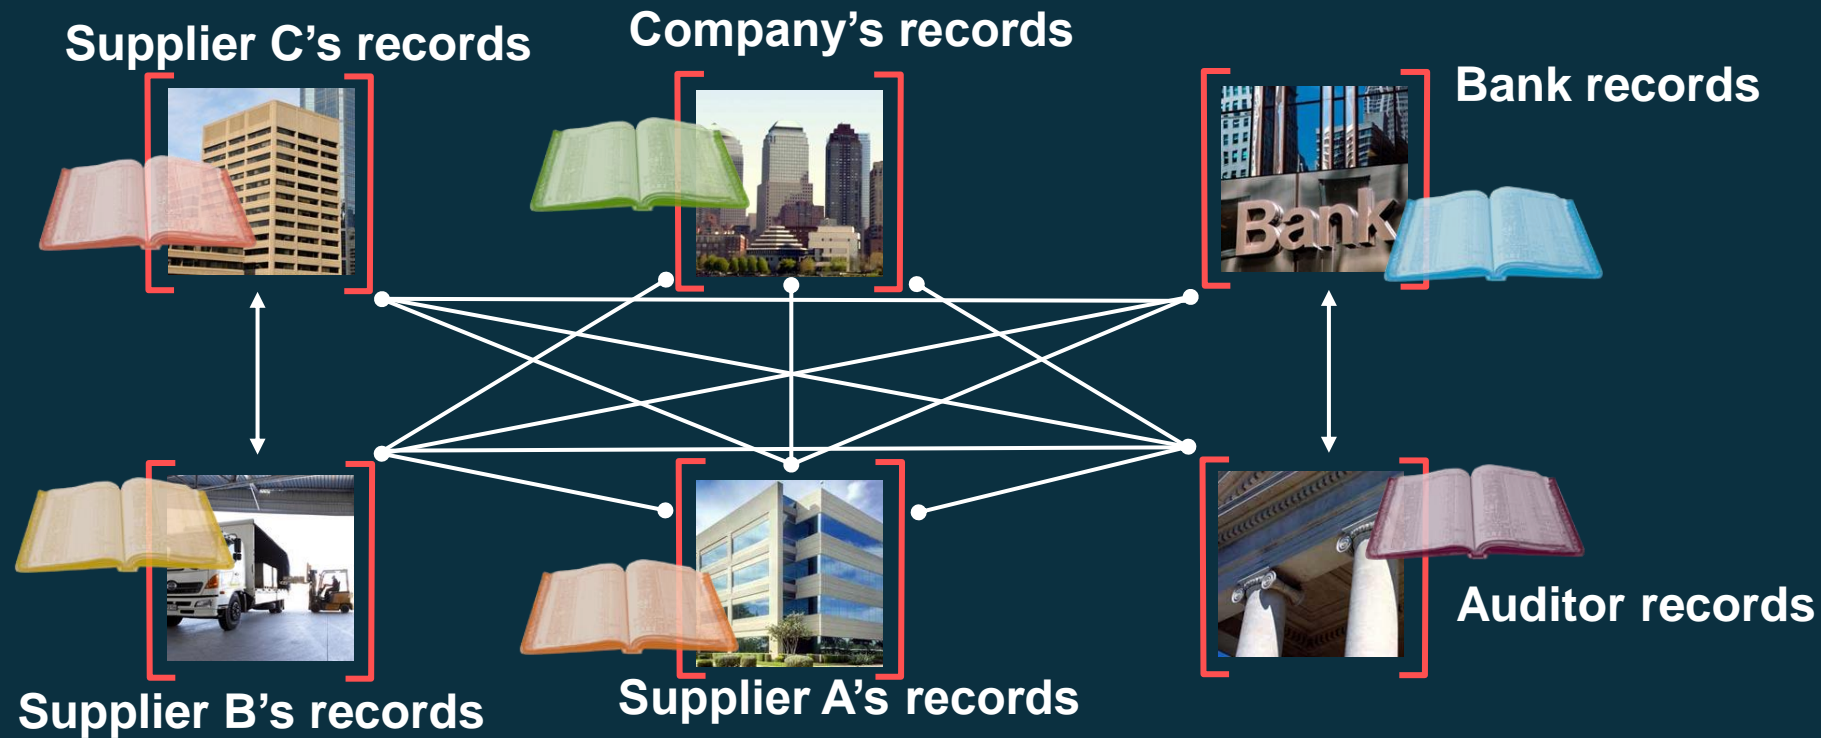 Supplier C’s records
Company’s records
Bank records
Bank
Supplier B’s records
Supplier A’s records
Auditor records